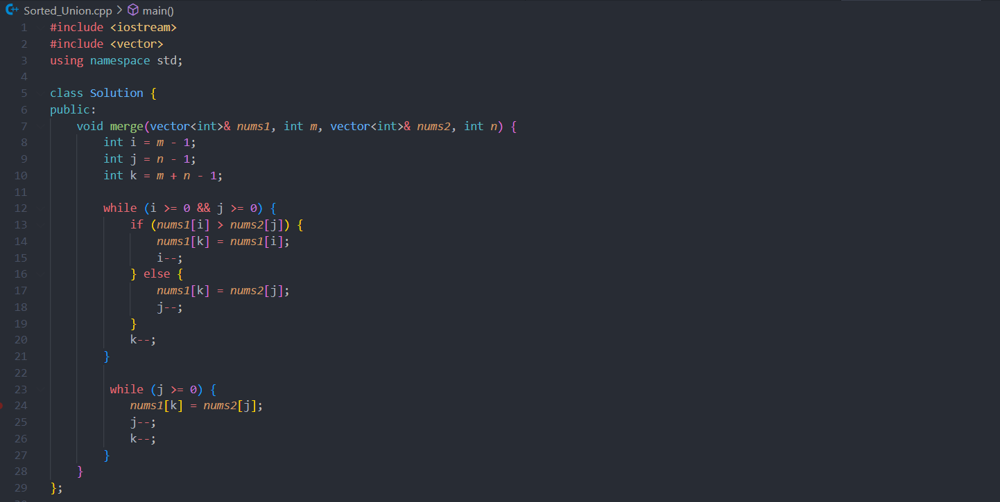 C++ Sorted_Union.cpp > main()
1 #include <iostream>
2 #include <vector>
3 using namespace std;
4
5 class Solution {
6 public:
7     void merge(vector<int>& nums1, int m, vector<int>& nums2, int n) {
8         int i = m - 1;
9         int j = n - 1;
10         int k = m + n - 1;
11
12         while (i >= 0 && j >= 0) {
13             if (nums1[i] > nums2[j]) {
14                 nums1[k] = nums1[i];
15                 i--;
16             } else {
17                 nums1[k] = nums2[j];
18                 j--;
19             }
20             k--;
21         }
22
23          while (j >= 0) {
24             nums1[k] = nums2[j];
25             j--;
26             k--;
27         }
28     }
29 };